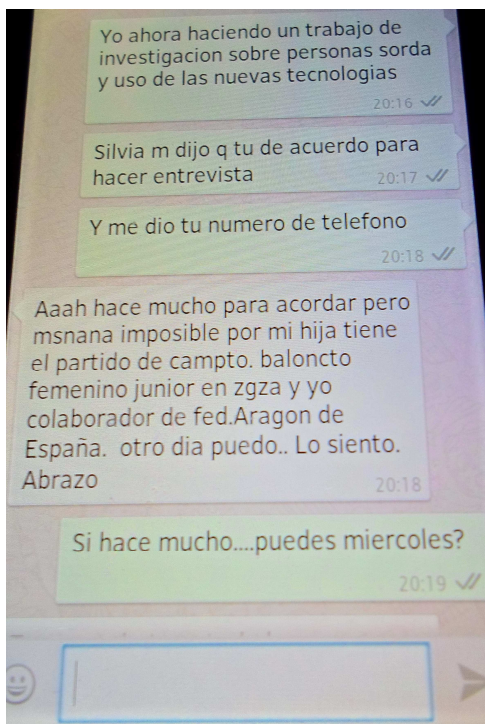 Yo ahora haciendo un trabajo de
investigacion sobre personas sorda
y uso de las nuevas tecnologias
20:16
Silvia m dijo q tu de acuerdo para
hacer entrevista
20:17
Y me dio tu numero de telefono
20:18
Aaah hace mucho para acordar pero
msnana imposible por mi hija tiene
el partido de campto. baloncto
femenino junior en zgza y yo
colaborador de fed.Aragon de
España. otro dia puedo.. Lo siento.
Abrazo
20:18
Si hace mucho....puedes miercoles?
20:19